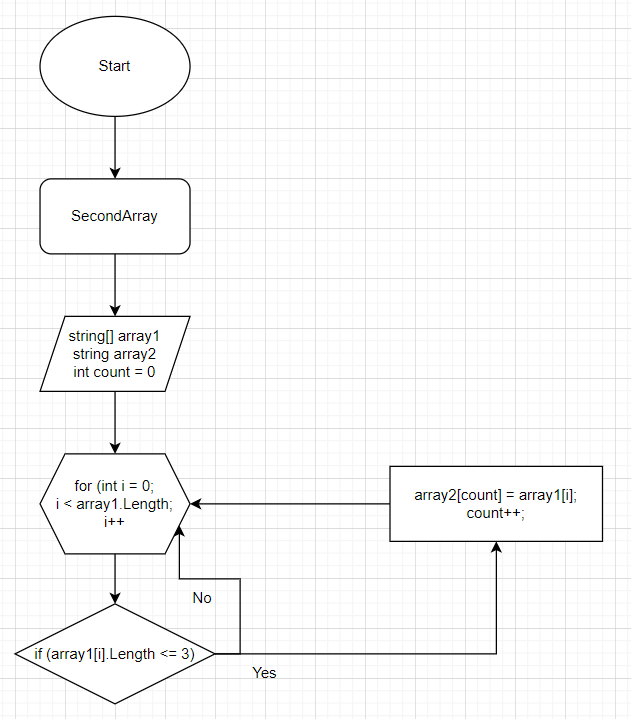 Start
SecondArray
string[] array1
string array2
int count = 0
for (int i = 0;
i < array1.Length;
i++
array2[count] = array1[i];
count++;
No
if (array1[i].Length <= 3)
Yes